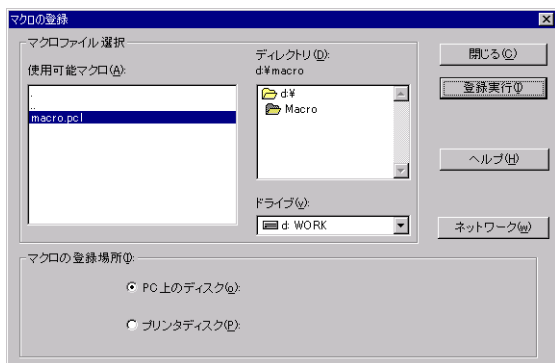 マクロの登録
マクロファイル選択
使用可能マクロ(A):
.
..
macro.pcl
ディレクトリ(D):
d:¥macro
d:¥
Macro
ドライブ(v):
d: WORK
閉じる(C)
登録実行(I)
ヘルプ(H)
ネットワーク(w)
マクロの登録場所(I):
PC上のディスク(o):
プリンタディスク(P):